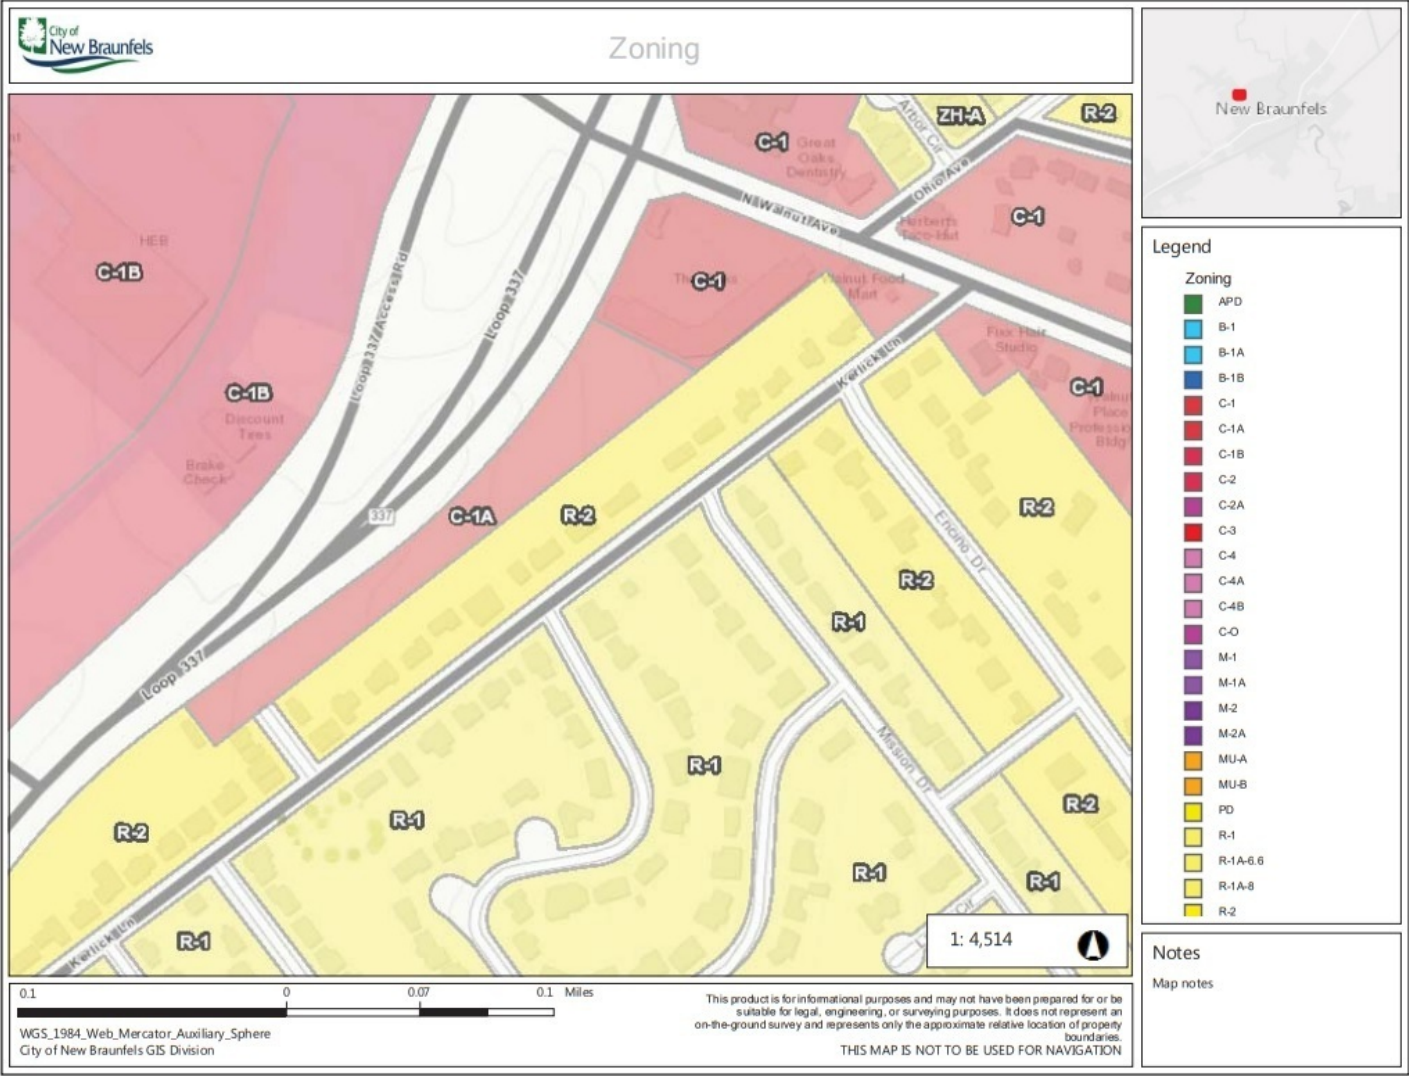 City of
New Braunfels
Zoning
New Braunfels
Arbor Cir
ZH-A
R-2
C-1
Great
Oaks
Dentistry
Ohio Ave
N Walnut Ave
Herberts
Taco Hut
C-1
HEB
C-1B
Loop 337 Access Rd
Loop 337
C-1
Walnut Food
Mart
Fixx Hair
Studio
Kerlick Ln
C-1
Walnut
Place
Professio
Bldg
C-1B
Discount
Tires
Brake
Check
337
C-1A
R-2
R-2
Encino Dr
R-2
R-1
Loop 337
Mission Dr
R-1
R-2
R-2
R-1
R-1
R-1
Cir
R-1
Kerlick Ln
1: 4,514
Legend
Zoning
APD
B-1
B-1A
B-1B
C-1
C-1A
C-1B
C-2
C-2A
C-3
C-4
C-4A
C-4B
C-O
M-1
M-1A
M-2
M-2A
MU-A
MU-B
PD
R-1
R-1A-6.6
R-1A-8
R-2
Notes
Map notes
0.1 0 0.07 0.1 Miles
WGS_1984_Web_Mercator_Auxiliary_Sphere
City of New Braunfels GIS Division
This product is for informational purposes and may not have been prepared for or be
suitable for legal, engineering, or surveying purposes. It does not represent an
on-the-ground survey and represents only the approximate relative location of property
boundaries.
THIS MAP IS NOT TO BE USED FOR NAVIGATION